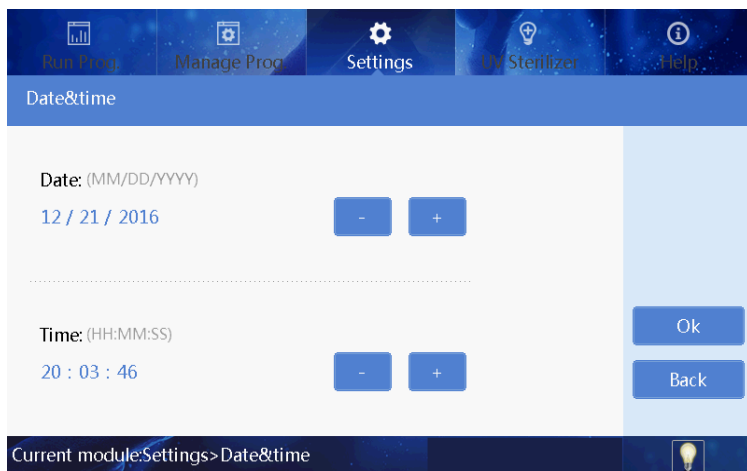 Run Prog.
Manage Prog.
Settings
UV Sterilizer
Help
Date&time
Date: (MM/DD/YYYY)
12 / 21 / 2016
- +
Time: (HH:MM:SS)
20 : 03 : 46
- +
Ok
Back
Current module:Settings>Date&time